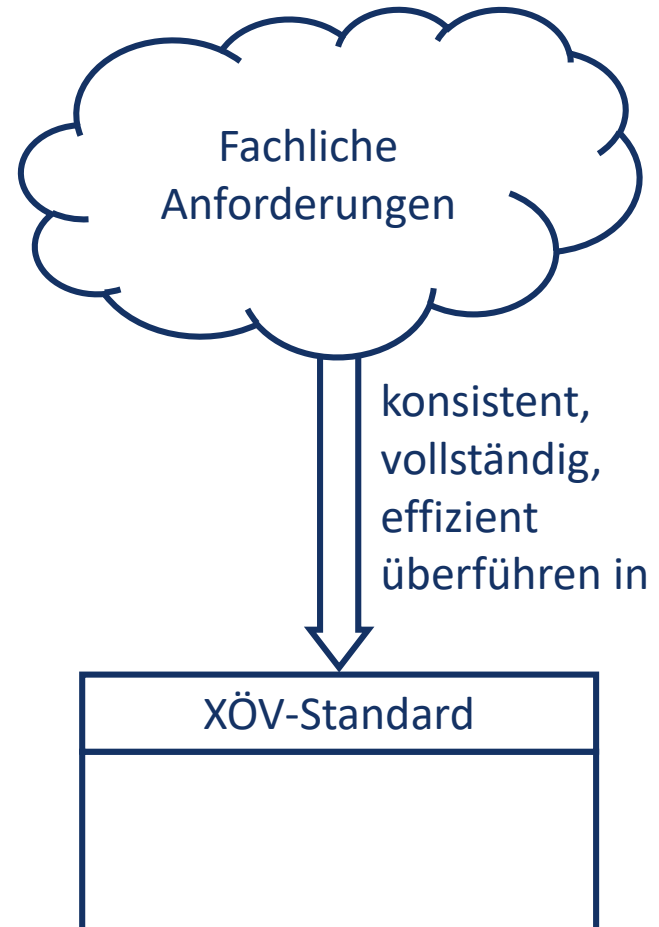 Fachliche
Anforderungen
konsistent,
vollständig,
effizient
überführen in
XÖV-Standard